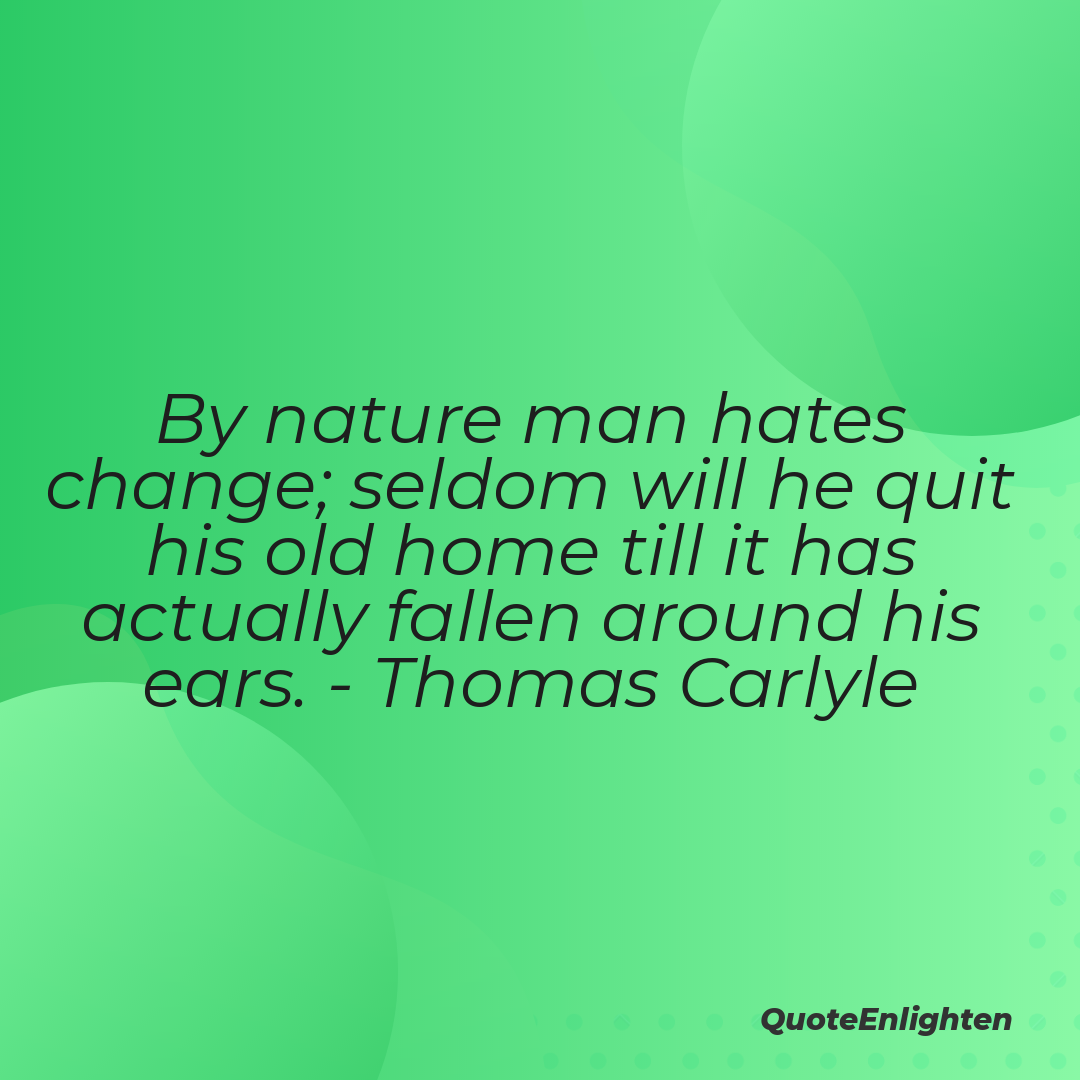 By nature man hates
change; seldom will he quit
his old home till it has
actually fallen around his
ears. - Thomas Carlyle
QuoteEnlighten